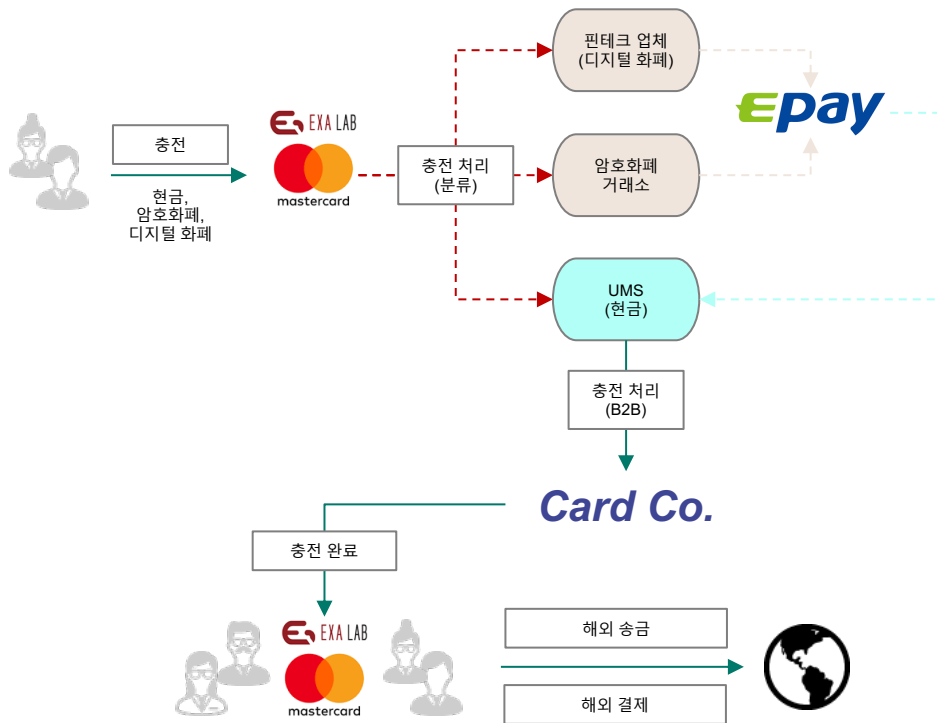 핀테크 업체
(디지털 화폐)
Epay
EXA LAB
mastercard
충전
현금,
암호화폐,
디지털 화폐
충전 처리
(분류)
암호화폐
거래소
UMS
(현금)
충전 처리
(B2B)
Card Co.
충전 완료
EXA LAB
mastercard
해외 송금
해외 결제